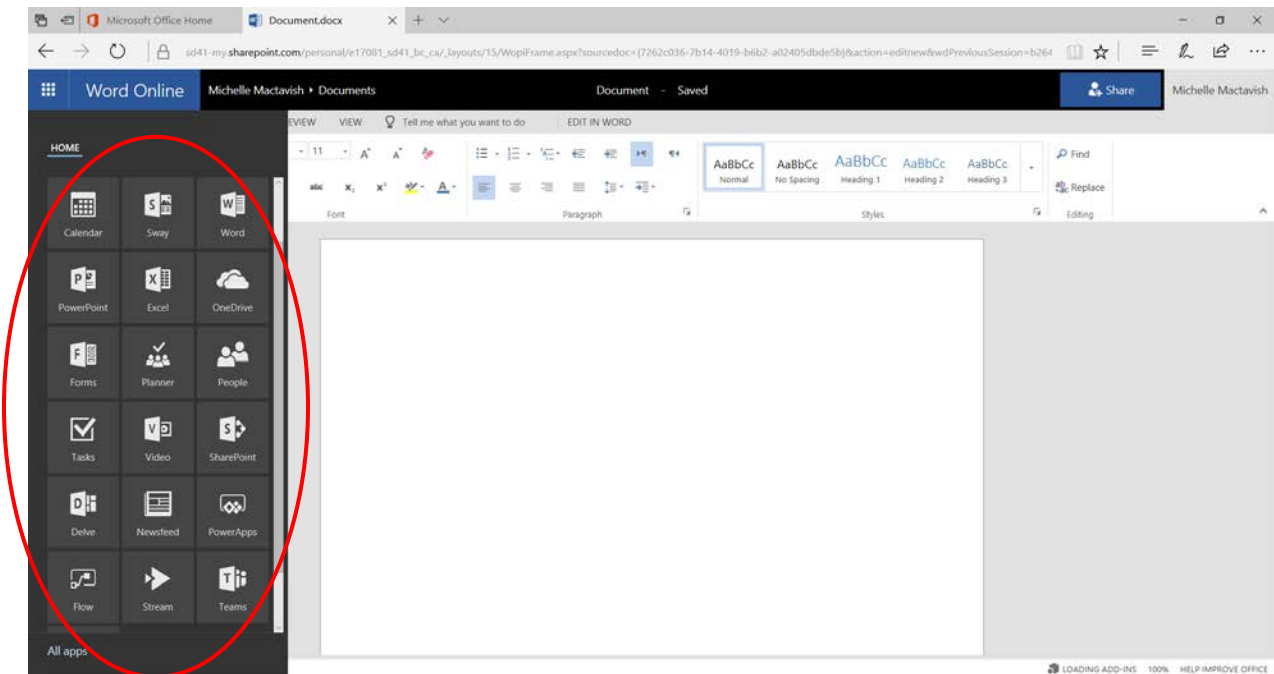 Microsoft Office Home Document.docx
sd41-my.sharepoint.com/personal/e17081_sd41_bc_ca/_layouts/15/WopiFrame.aspx?sourcedoc={7262c036-7b14-4019-b6b2-a02405dbde5b}&action=editnew&wdPreviousSession=b264
Word Online Michelle Mactavish Documents Document - Saved Share Michelle Mactavish
EVIEW VIEW Tell me what you want to do EDIT IN WORD
HOME
11 A A
AaBbCc AaBbCc AaBbCc AaBbCc AaBbCc
Normal No Spacing Heading 1 Heading 2 Heading 3
Find
abc x₂ x² A
Replace
Font Paragraph Styles Editing
Calendar Sway Word
PowerPoint Excel OneDrive
Forms Planner People
Tasks Video SharePoint
Delve Newsfeed PowerApps
Flow Stream Teams
All apps
LOADING ADD-INS 100% HELP IMPROVE OFFICE